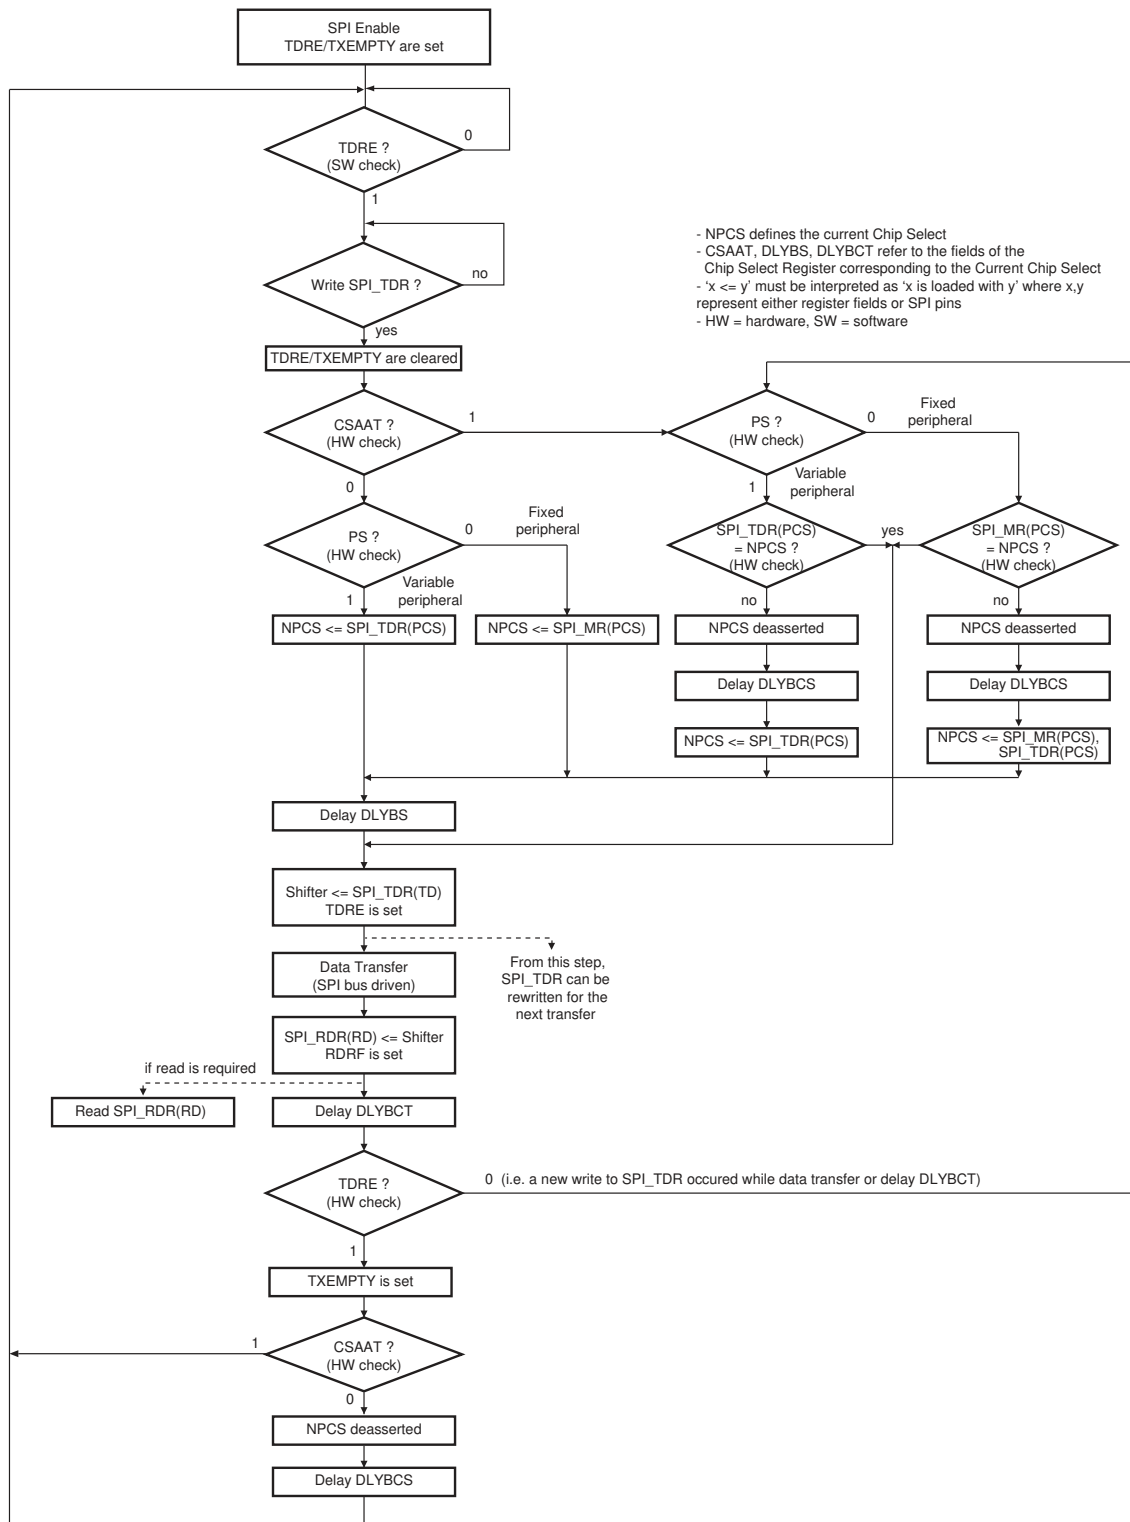 SPI Enable
TDRE/TXEMPTY are set
TDRE ?
(SW check)
0
1
Write SPI_TDR ?
no
yes
- NPCS defines the current Chip Select
- CSAAT, DLYBS, DLYBCT refer to the fields of the
Chip Select Register corresponding to the Current Chip Select
- ‘x <= y’ must be interpreted as ‘x is loaded with y’ where x,y
represent either register fields or SPI pins
- HW = hardware, SW = software
TDRE/TXEMPTY are cleared
CSAAT ?
(HW check)
1
0
PS ?
(HW check)
0
Fixed
peripheral
1
Variable
peripheral
PS ?
(HW check)
0
Fixed
peripheral
1
Variable
peripheral
SPI_TDR(PCS)
= NPCS ?
(HW check)
yes
SPI_MR(PCS)
= NPCS ?
(HW check)
no
no
NPCS <= SPI_TDR(PCS)
NPCS <= SPI_MR(PCS)
NPCS deasserted
NPCS deasserted
Delay DLYBCS
Delay DLYBCS
NPCS <= SPI_TDR(PCS)
NPCS <= SPI_MR(PCS),
SPI_TDR(PCS)
Delay DLYBS
Shifter <= SPI_TDR(TD)
TDRE is set
Data Transfer
(SPI bus driven)
From this step,
SPI_TDR can be
rewritten for the
next transfer
SPI_RDR(RD) <= Shifter
RDRF is set
if read is required
Read SPI_RDR(RD)
Delay DLYBCT
TDRE ?
(HW check)
0 (i.e. a new write to SPI_TDR occured while data transfer or delay DLYBCT)
1
TXEMPTY is set
CSAAT ?
(HW check)
1
0
NPCS deasserted
Delay DLYBCS